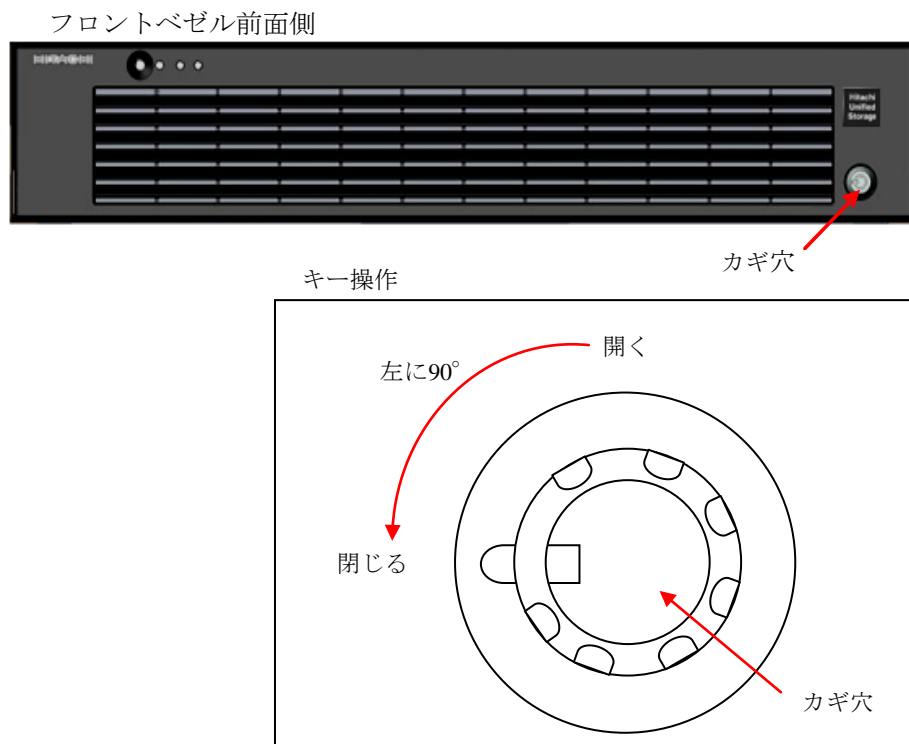 フロントベゼル前面側
HITACHI
Hitachi
Unified
Storage
カギ穴
キー操作
開く
左に90°
閉じる
カギ穴